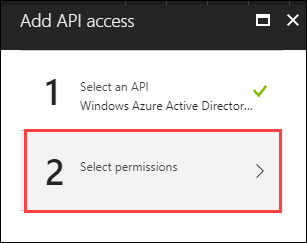 Add API access
1
Select an API
Windows Azure Active Director...
2
Select permissions